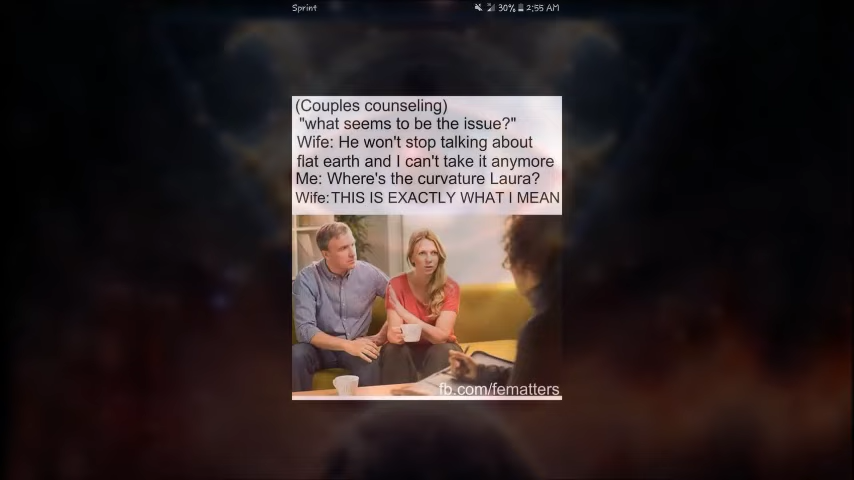 Sprint 30% 2:55 AM
(Couples counseling)
"what seems to be the issue?"
Wife: He won't stop talking about
flat earth and I can't take it anymore
Me: Where's the curvature Laura?
Wife:THIS IS EXACTLY WHAT I MEAN
fb.com/fematters